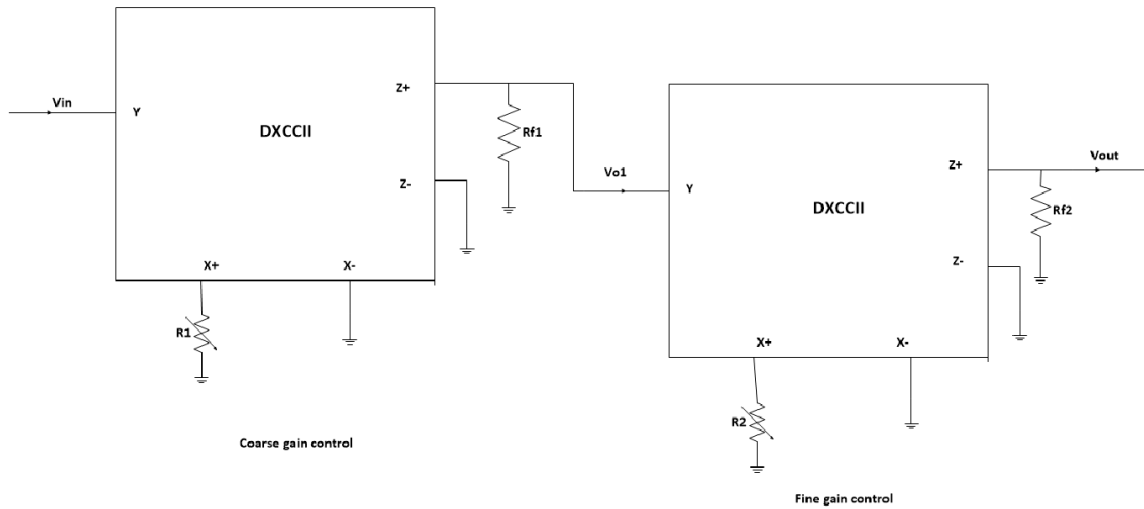 Vin
Y
DXCCII
Z+
Z-
X+
X-
Rf1
R1
Coarse gain control
Vo1
Y
DXCCII
Z+
Z-
X+
X-
Vout
Rf2
R2
Fine gain control